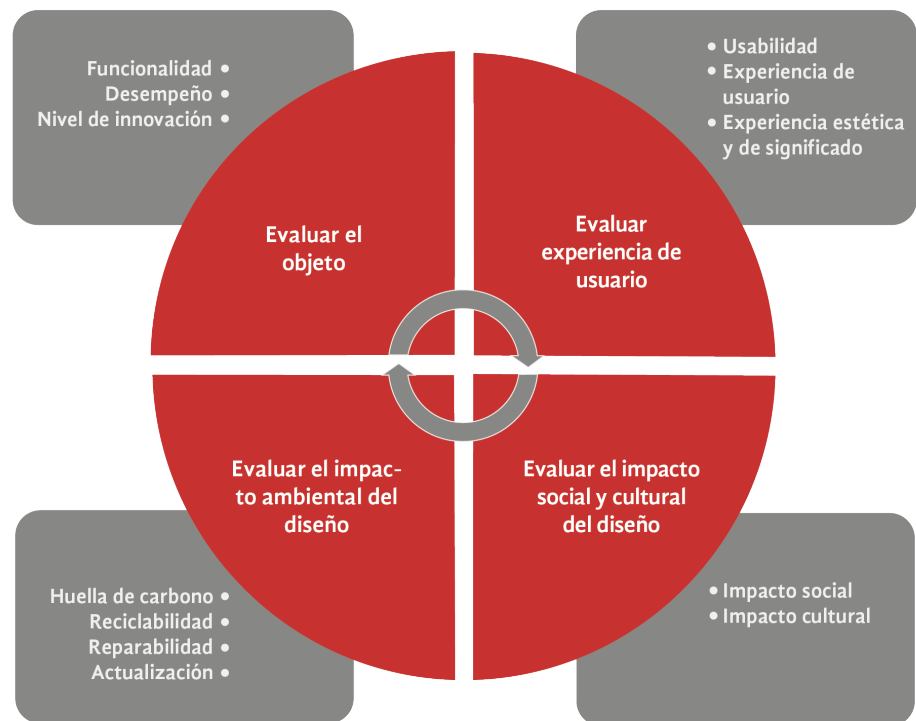 Funcionalidad •
Desempeño •
Nivel de innovación •
• Usabilidad
• Experiencia de
usuario
• Experiencia estética
y de significado
Evaluar el
objeto
Evaluar
experiencia de
usuario
Evaluar el impac-
to ambiental del
diseño
Evaluar el impacto
social y cultural
del diseño
Huella de carbono •
Reciclabilidad •
Reparabilidad •
Actualización •
• Impacto social
• Impacto cultural